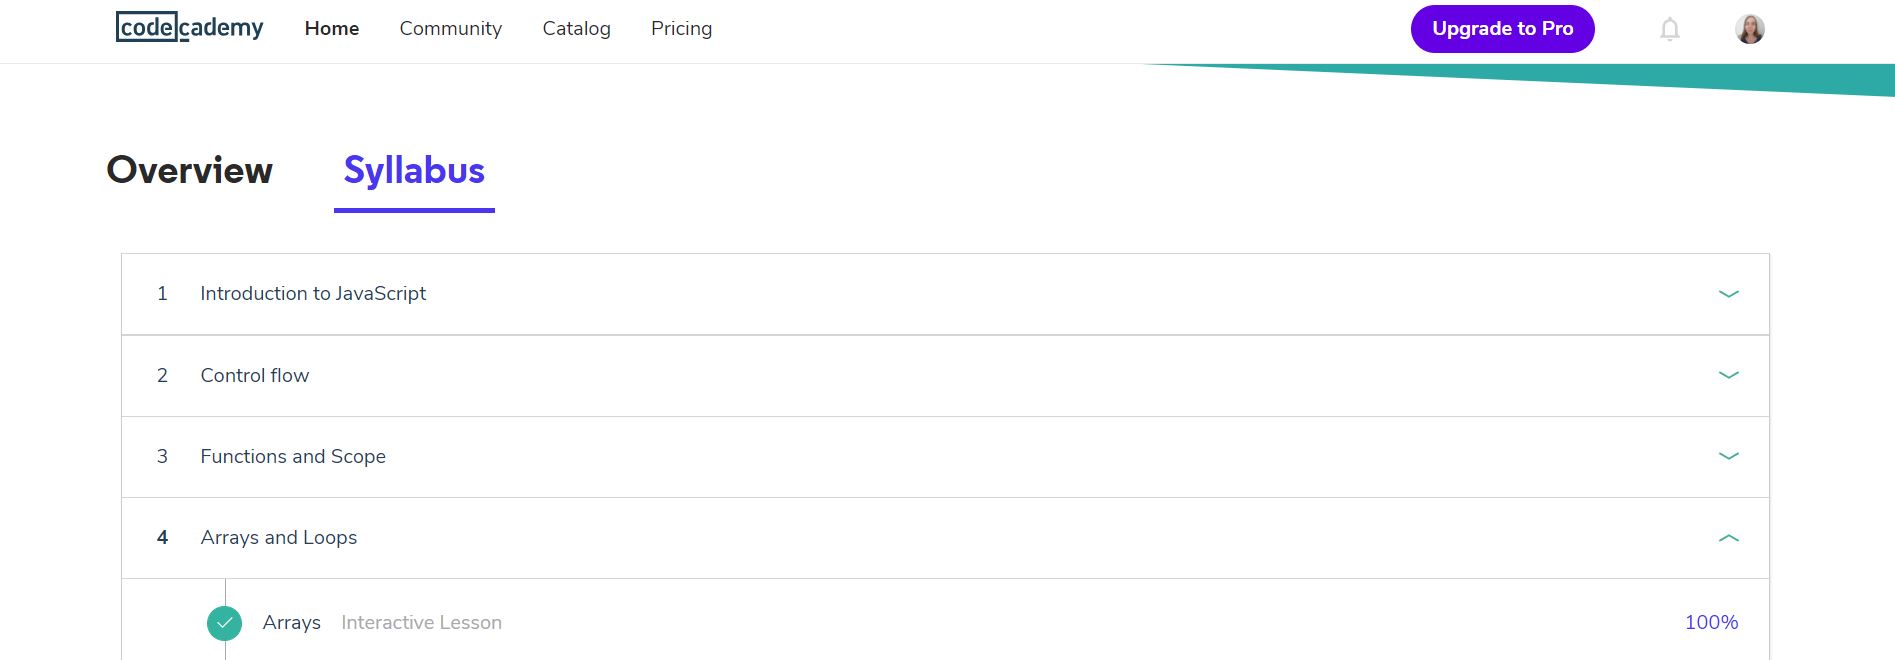 codecademy Home Community Catalog Pricing Upgrade to Pro
Overview Syllabus
1 Introduction to JavaScript
2 Control flow
3 Functions and Scope
4 Arrays and Loops
Arrays Interactive Lesson 100%